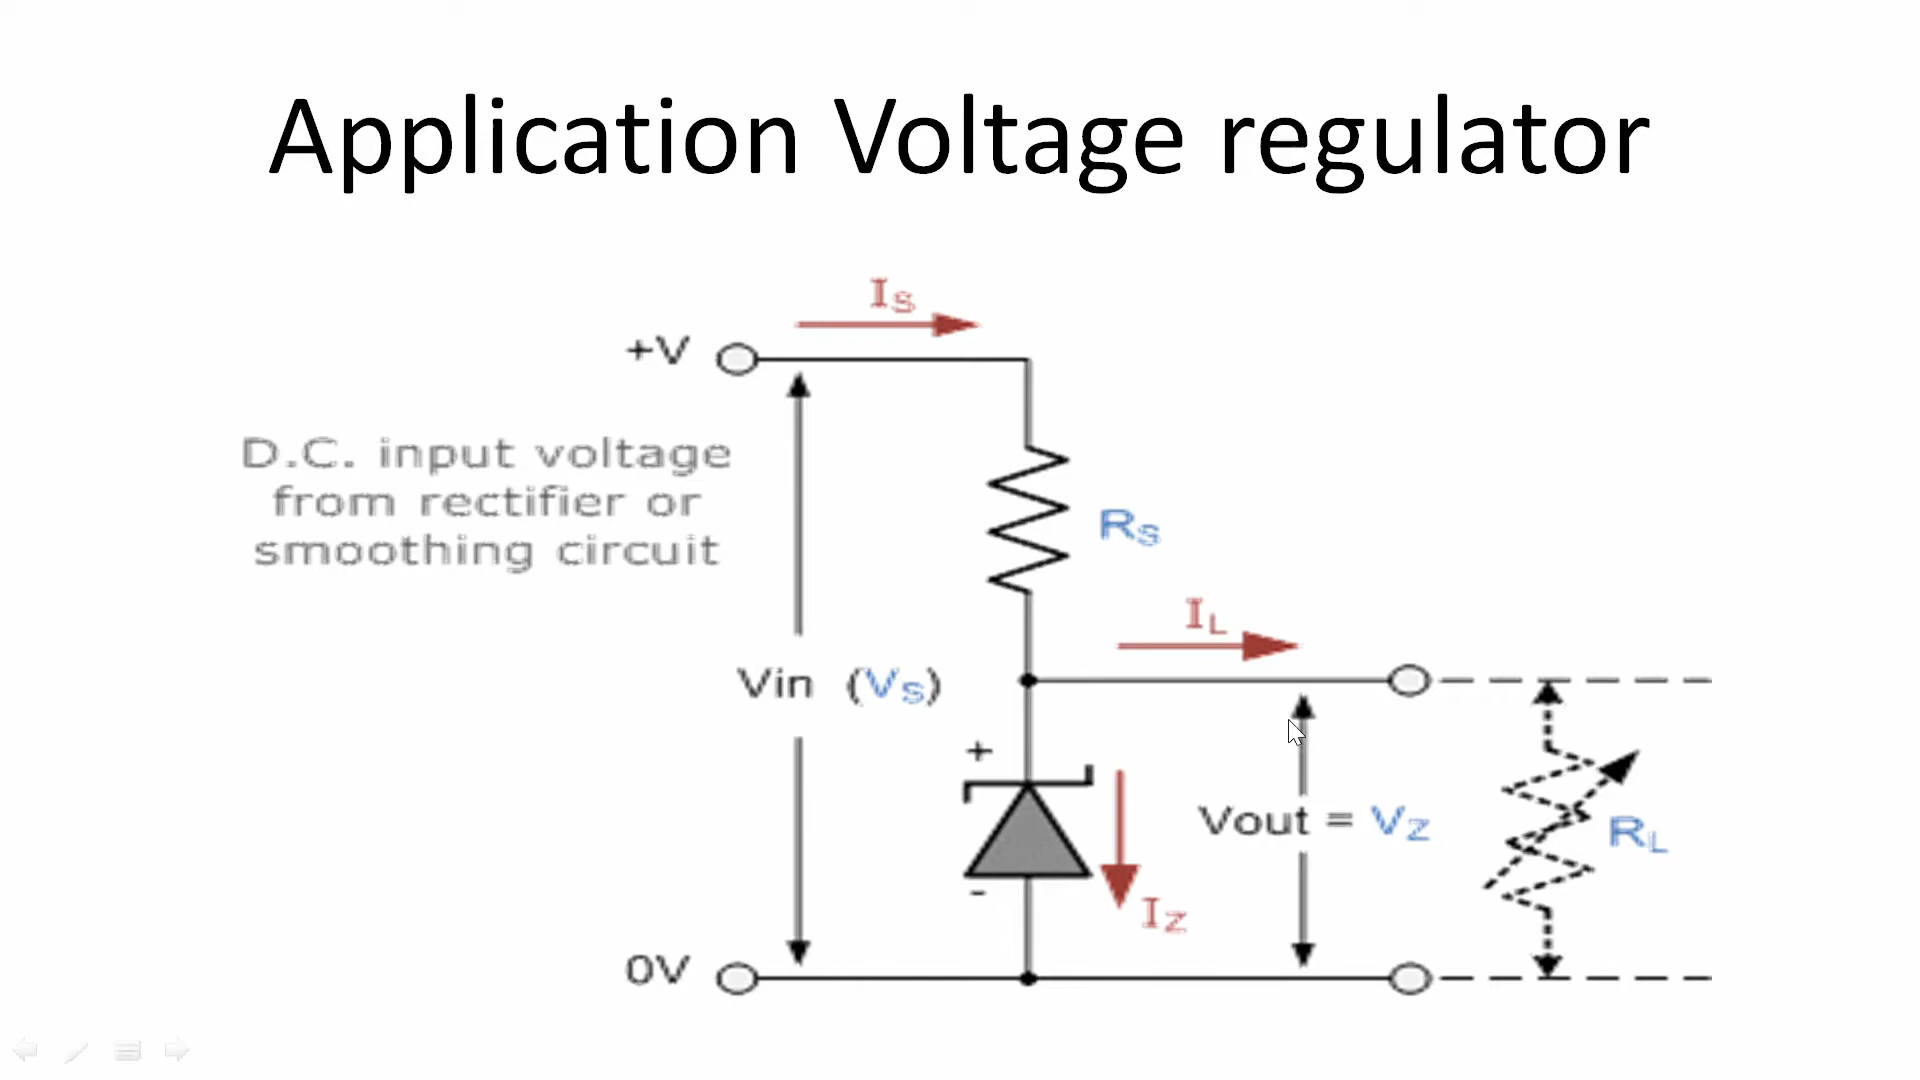 Application Voltage regulator
IS
+V
D.C. input voltage
from rectifier or
smoothing circuit
RS
IL
Vin (VS)
+
Vout = VZ
RL
-
IZ
0V